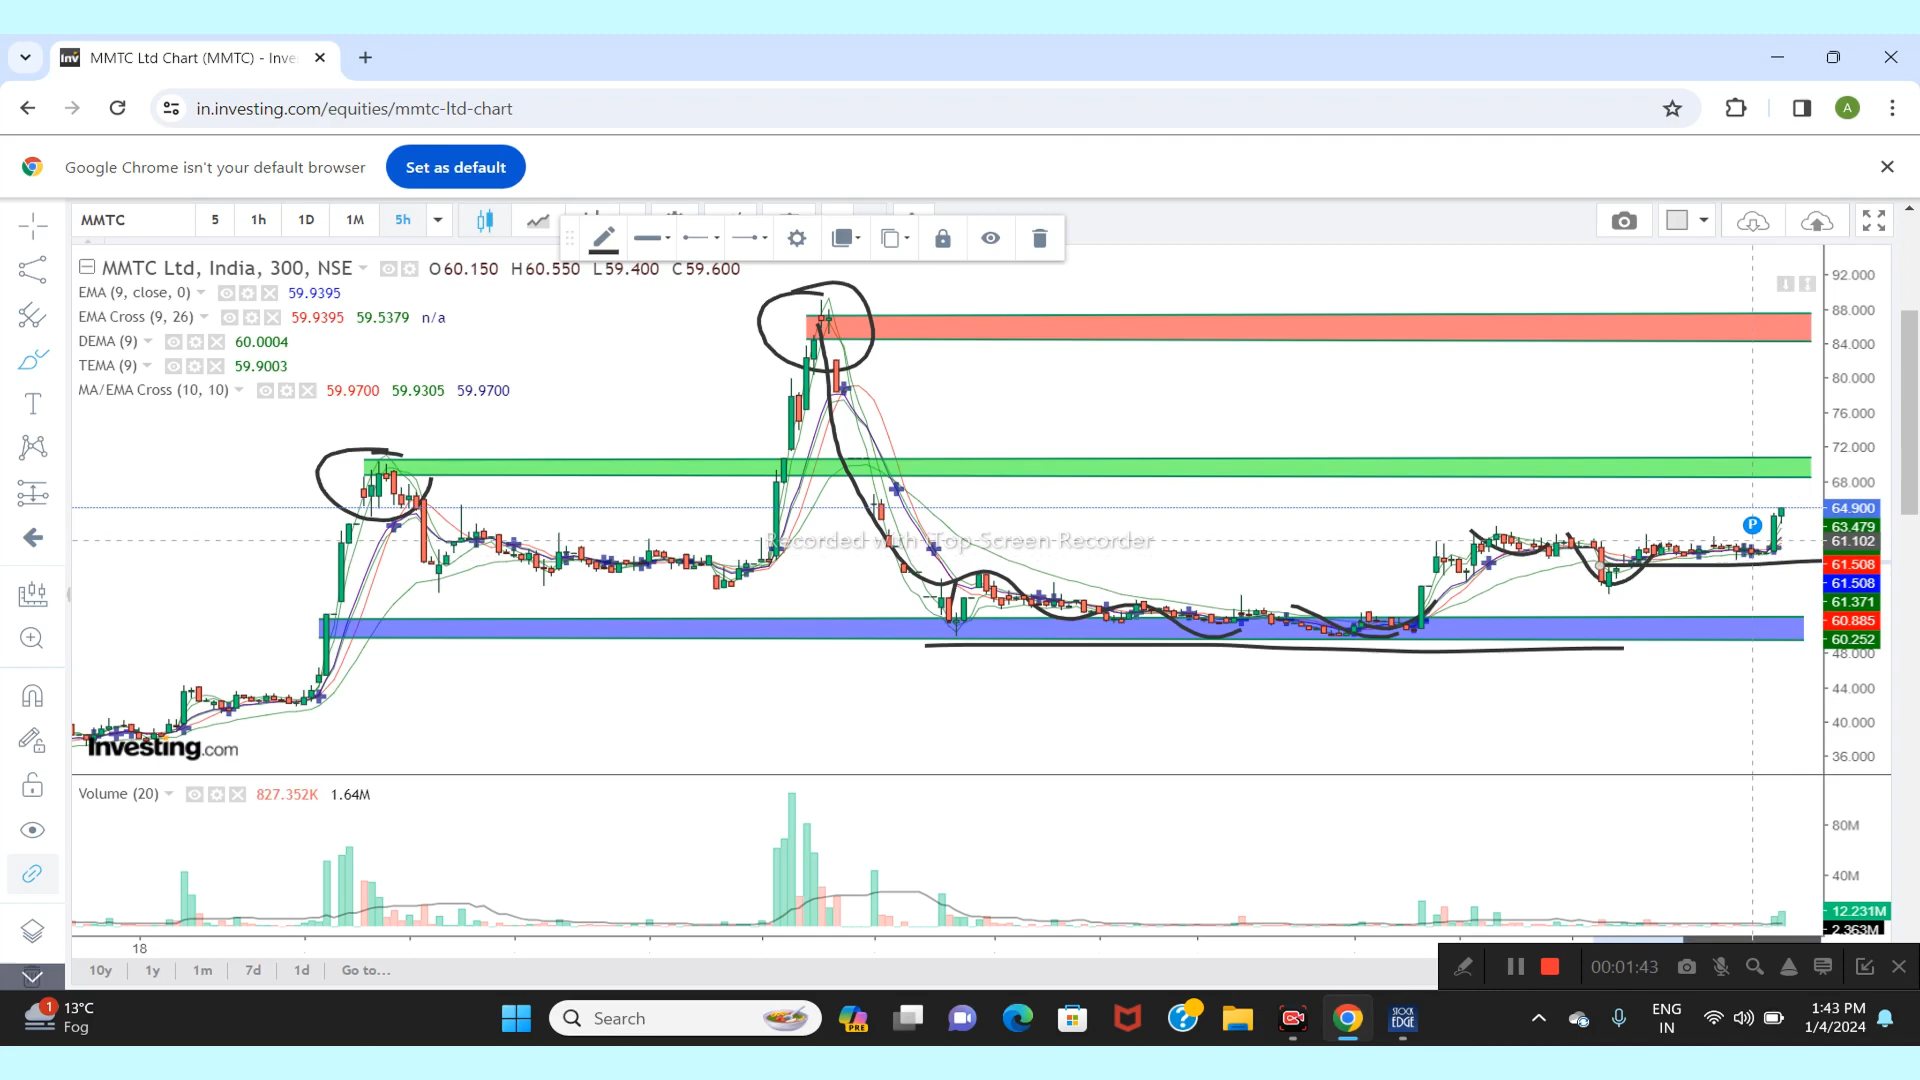 MMTC Ltd Chart (MMTC) - Inve
in.investing.com/equities/mmtc-ltd-chart
A
Google Chrome isn't your default browser
Set as default
MMTC 5 1h 1D 1M 5h
MMTC Ltd, India, 300, NSE O60.150 H60.550 L59.400 C59.600
EMA (9, close, 0) 59.9395
EMA Cross (9, 26) 59.9395 59.5379 n/a
DEMA (9) 60.0004
TEMA (9) 59.9003
MA/EMA Cross (10, 10) 59.9700 59.9305 59.9700
92.000
88.000
84.000
80.000
76.000
72.000
68.000
64.900
P
63.479
61.102
61.508
61.508
61.371
60.885
60.252
48.000
44.000
40.000
36.000
Recorded with iTop Screen Recorder
Investing.com
Volume (20) 827.352K 1.64M
80M
40M
12.231M
2.363M
18
10y 1y 1m 7d 1d Go to...
00:01:43
1
13°C
Fog
Search
PRE
STOCK
EDGE
ENG
IN
1:43 PM
1/4/2024